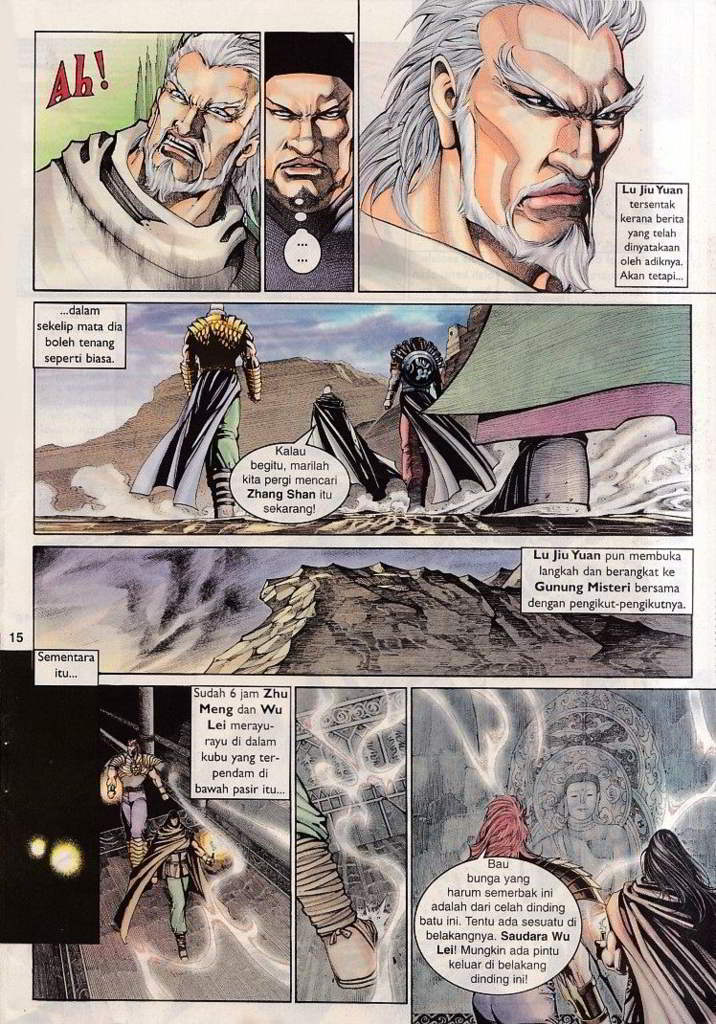 Ah!
...
...
Lu Jiu Yuan
tersentak
kerana berita
yang telah
dinyatakaan
oleh adiknya.
Akan tetapi...
...dalam
sekelip mata dia
boleh tenang
seperti biasa.
Kalau
begitu, marilah
kita pergi mencari
Zhang Shan itu
sekarang!
Lu Jiu Yuan pun membuka
langkah dan berangkat ke
Gunung Misteri bersama
dengan pengikut-pengikutnya.
15
Sementara
itu...
Sudah 6 jam Zhu
Meng dan Wu
Lei merayu-
rayu di dalam
kubu yang ter-
pendam di
bawah pasir itu...
Bau
bunga yang
harum semerbak ini
adalah dari celah dinding
batu ini. Tentu ada sesuatu di
belakangnya. Saudara Wu
Lei! Mungkin ada pintu
keluar di belakang
dinding ini!